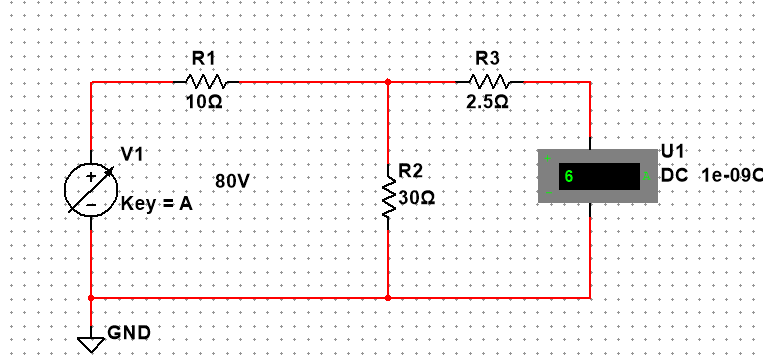 R1
10Ω
R3
2.5Ω
V1
+
−
Key = A
80V
R2
30Ω
U1
+
6
A
−
DC 1e-09Ω
GND